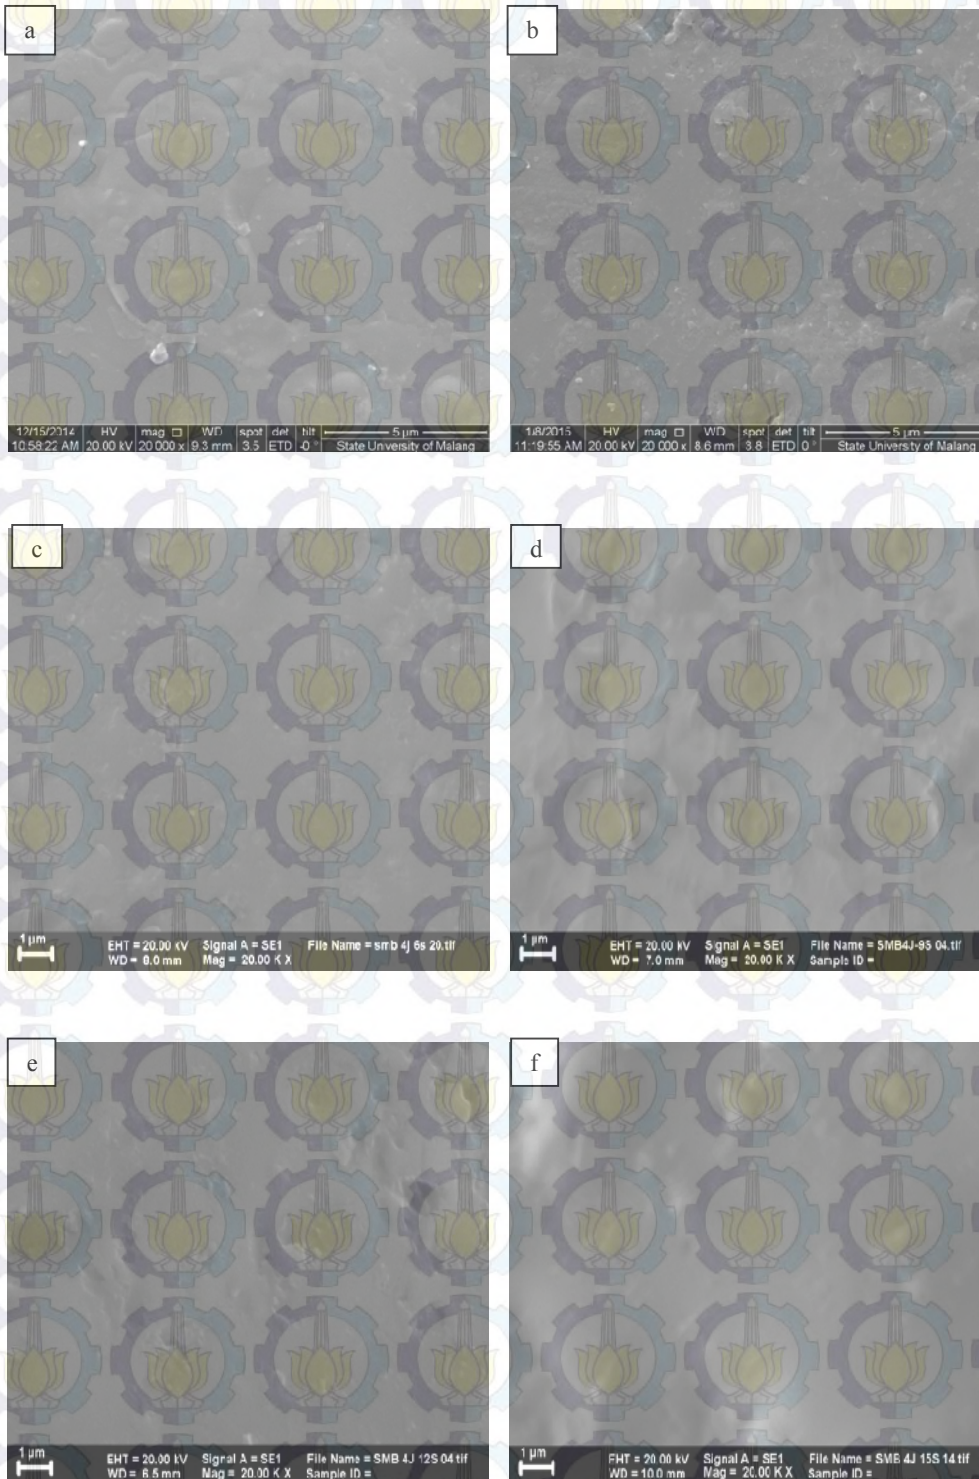 a
b
12/15/2014 HV mag WD spot det tilt 5 µm
10:58:22 AM 20.00 kV 20 000 x 9.3 mm 3.5 ETD -0 ° State University of Malang
1/8/2015 HV mag WD spot det tilt 5 µm
11:19:55 AM 20.00 kV 20 000 x 8.6 mm 3.8 ETD 0 ° State University of Malang
c
d
1 µm EHT = 20.00 kV Signal A = SE1 File Name = smb 4j 6s 20.tif
WD = 8.0 mm Mag = 20.00 K X
1 µm EHT = 20.00 kV Signal A = SE1 File Name = SMB4J-9S 04.tif
WD = 7.0 mm Mag = 20.00 K X Sample ID =
e
f
1 µm EHT = 20.00 kV Signal A = SE1 File Name = SMB 4J 12S 04.tif
WD = 6.5 mm Mag = 20.00 K X Sample ID =
1 µm EHT = 20.00 kV Signal A = SE1 File Name = SMB 4J 15S 14.tif
WD = 10.0 mm Mag = 20.00 K X Sample ID =